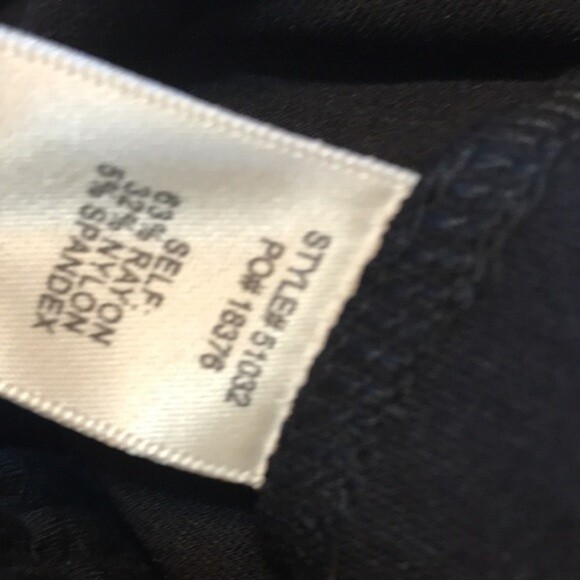 STYLE# 51032
PO# 18376
SELF:
63% RAYON
32% NYLON
5% SPANDEX